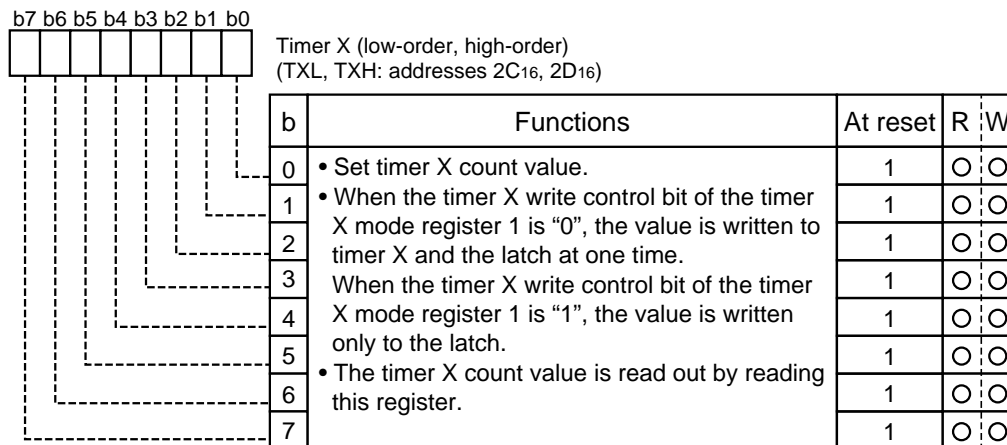 b7 b6 b5 b4 b3 b2 b1 b0
Timer X (low-order, high-order)
(TXL, TXH: addresses 2C16, 2D16)
b Functions At reset R W
0 • Set timer X count value. 1 O O
1 • When the timer X write control bit of the timer 1 O O
X mode register 1 is “0”, the value is written to
2 1 O O
timer X and the latch at one time.
3 When the timer X write control bit of the timer 1 O O
4 X mode register 1 is “1”, the value is written 1 O O
only to the latch.
5 1 O O
• The timer X count value is read out by reading
6 this register. 1 O O
7 1 O O